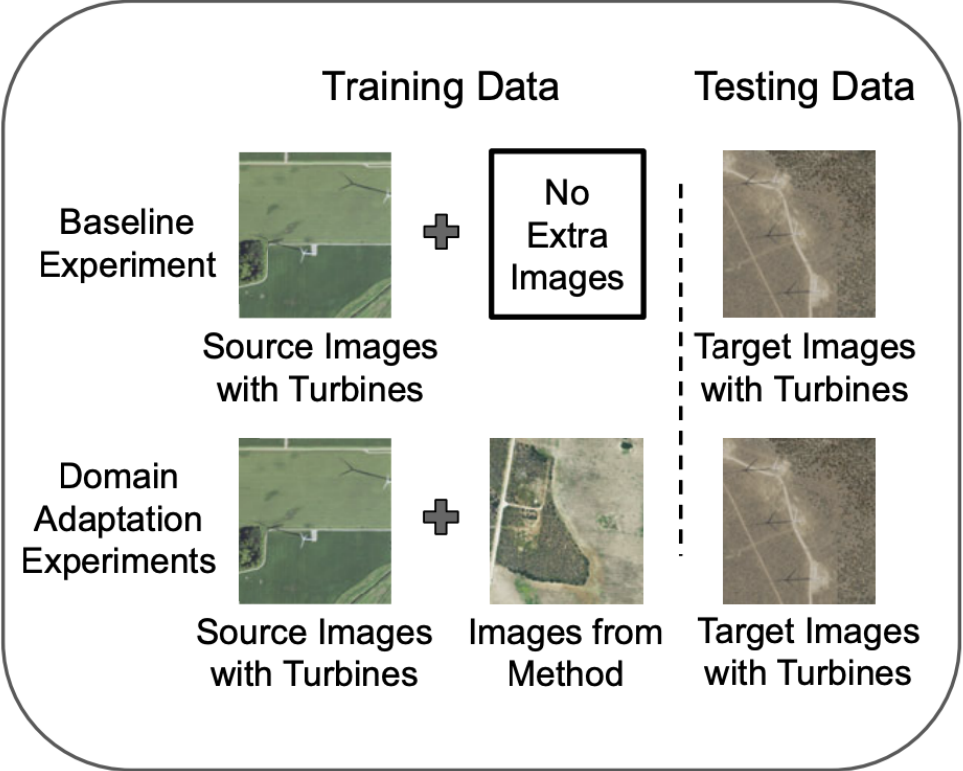 Training Data
Testing Data
Baseline
Experiment
No
Extra
Images
Source Images
with Turbines
Target Images
with Turbines
Domain
Adaptation
Experiments
Source Images
with Turbines
Images from
Method
Target Images
with Turbines